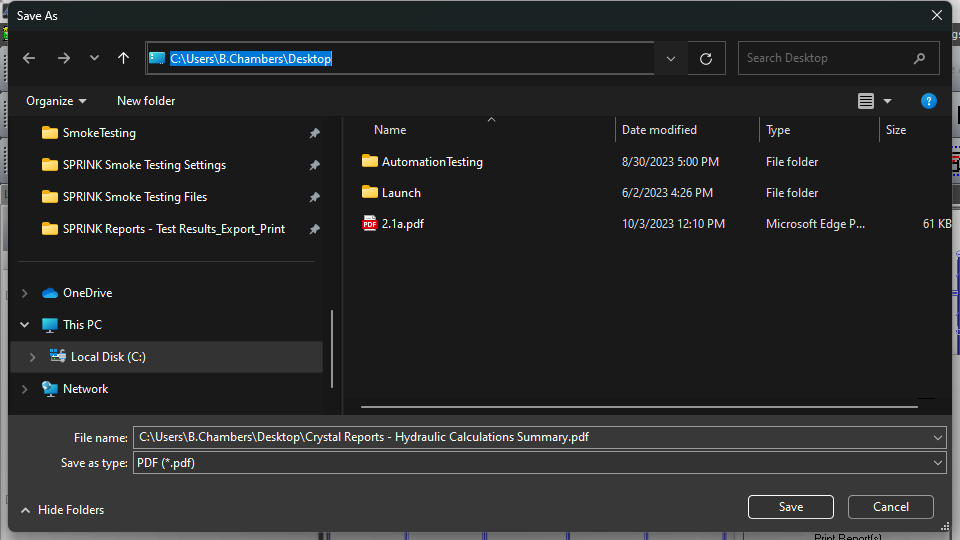 Save As
C:\Users\B.Chambers\Desktop
Search Desktop
Organize
New folder
SmokeTesting
SPRINK Smoke Testing Settings
SPRINK Smoke Testing Files
SPRINK Reports - Test Results_Export_Print
OneDrive
This PC
Local Disk (C:)
Network
Name Date modified Type Size
AutomationTesting 8/30/2023 5:00 PM File folder
Launch 6/2/2023 4:26 PM File folder
PDF 2.1a.pdf 10/3/2023 12:10 PM Microsoft Edge P... 61 KB
File name: C:\Users\B.Chambers\Desktop\Crystal Reports - Hydraulic Calculations Summary.pdf
Save as type: PDF (*.pdf)
Hide Folders
Save
Cancel
Print Report(s)